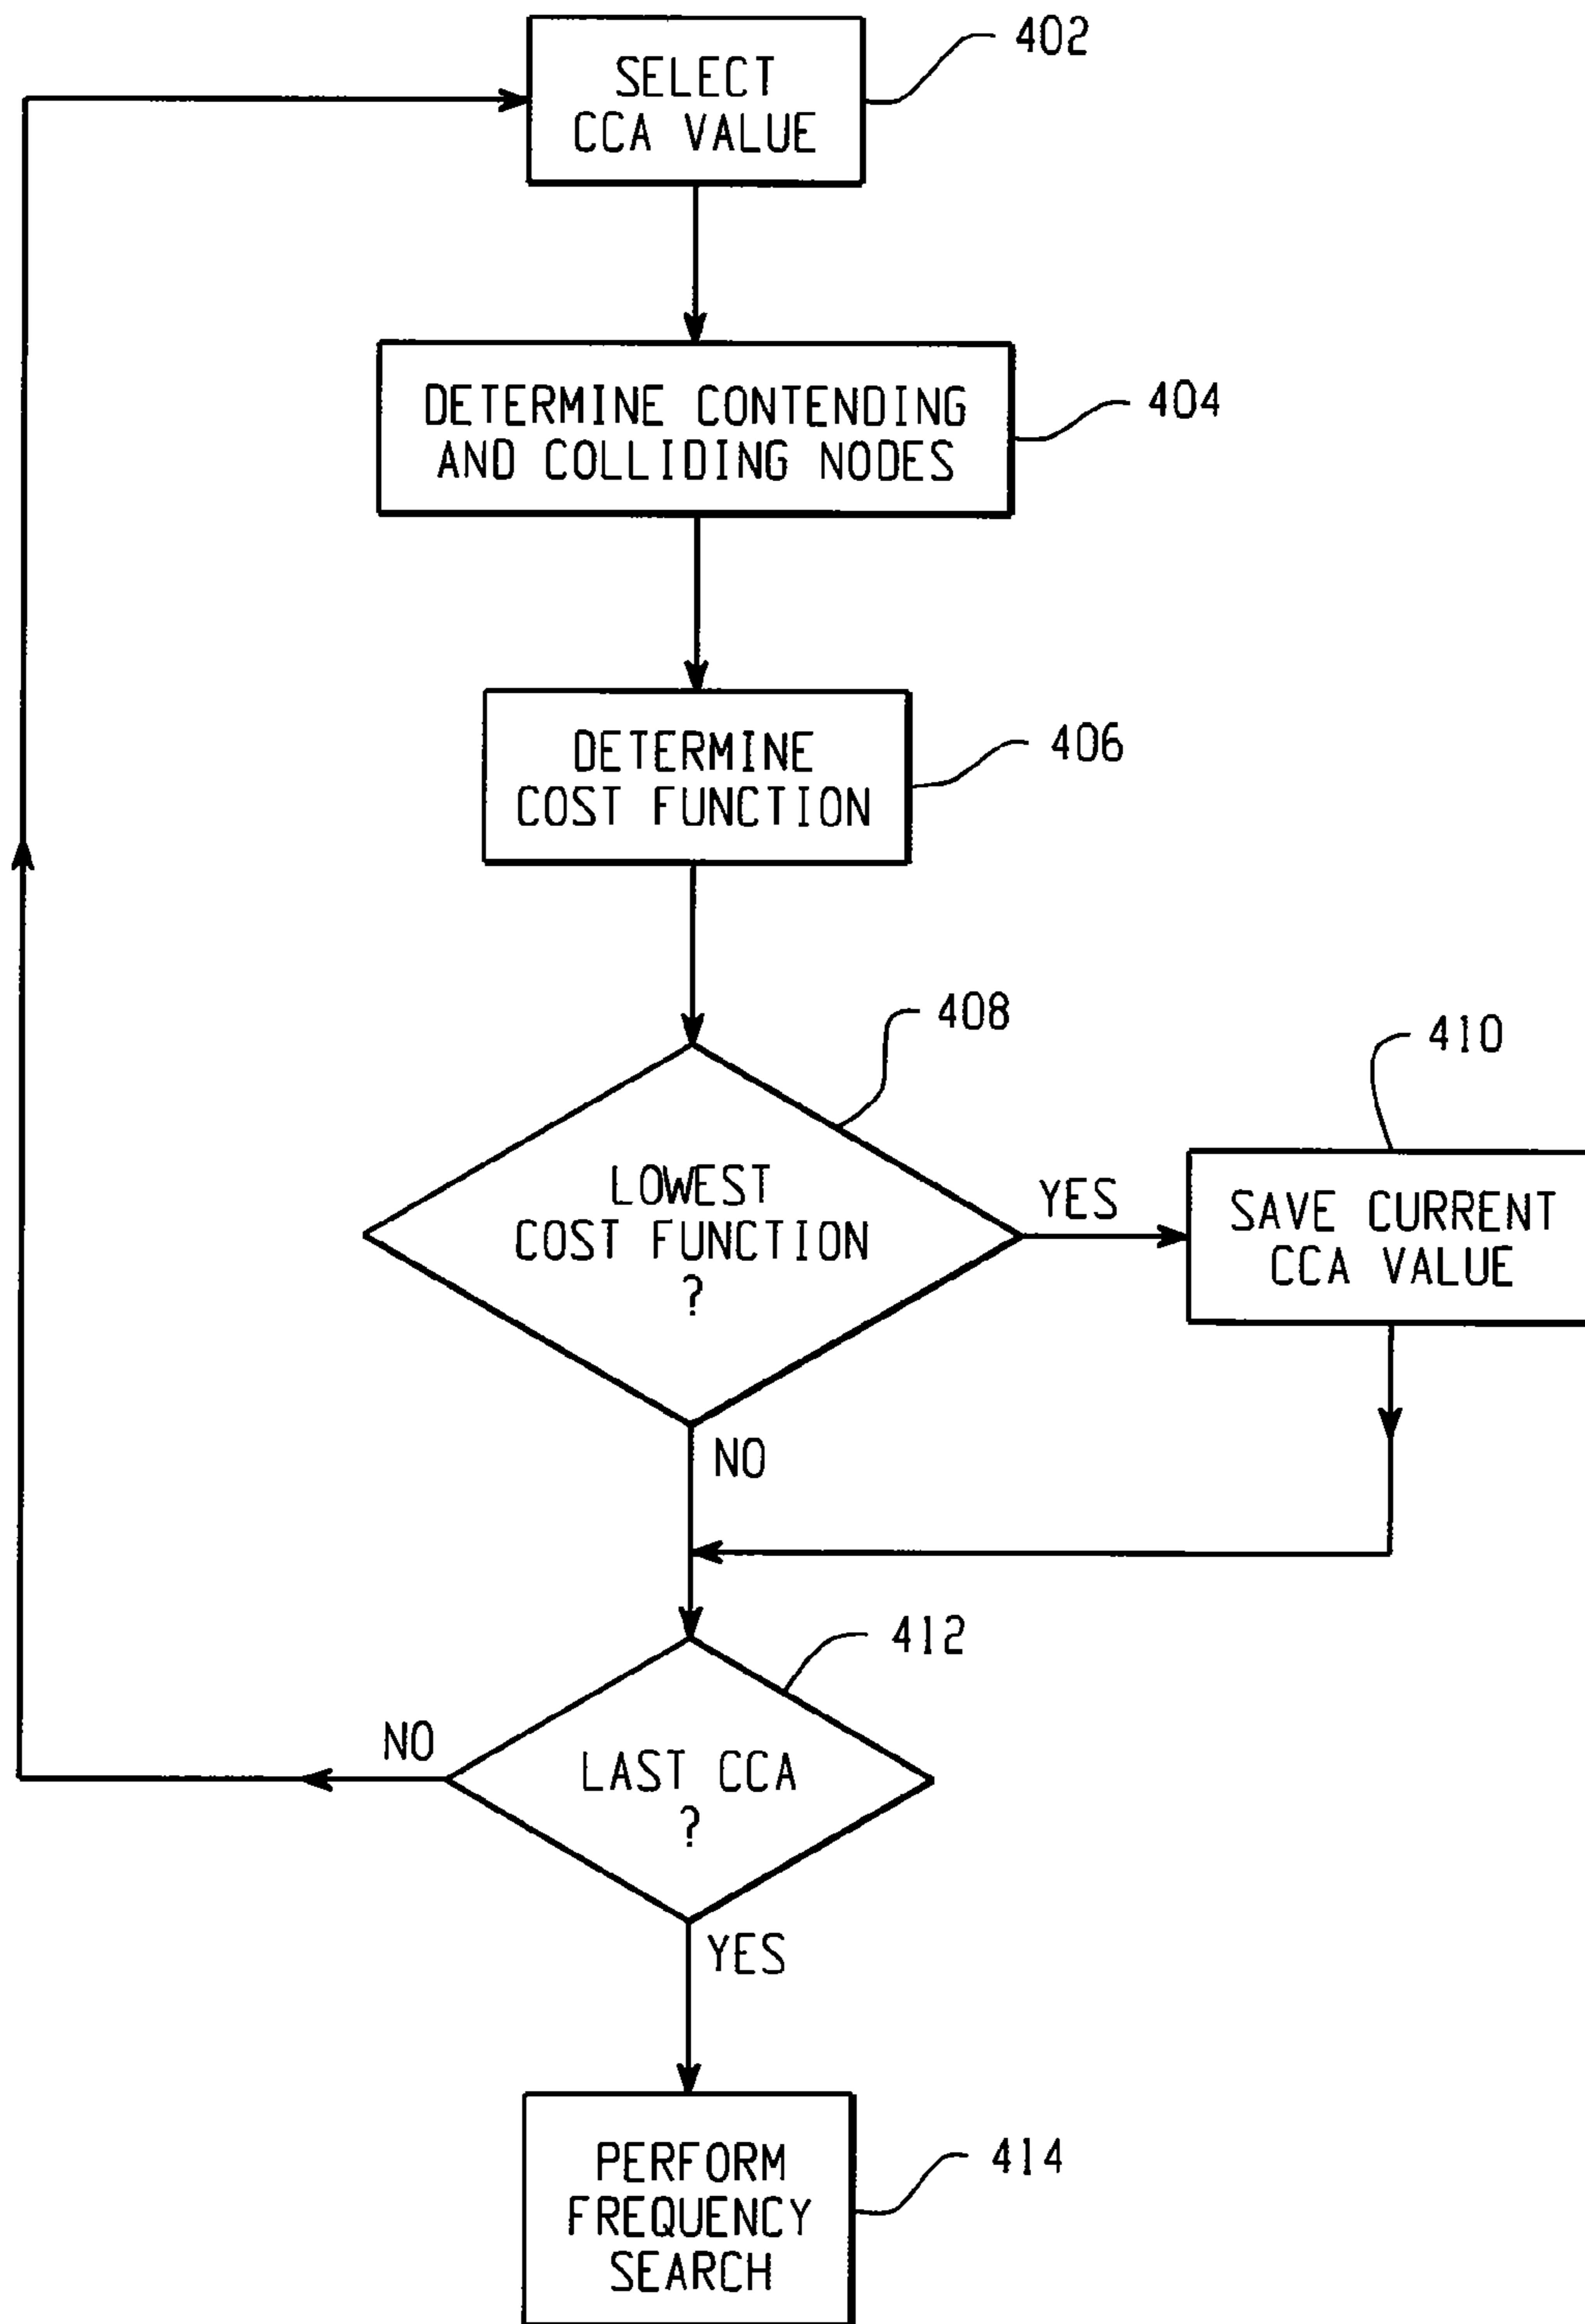 402
SELECT
CCA VALUE
DETERMINE CONTENDING
AND COLLIDING NODES
404
DETERMINE
COST FUNCTION
406
408
410
LOWEST
COST FUNCTION
?
YES
SAVE CURRENT
CCA VALUE
NO
412
NO
LAST CCA
?
YES
PERFORM
FREQUENCY
SEARCH
414